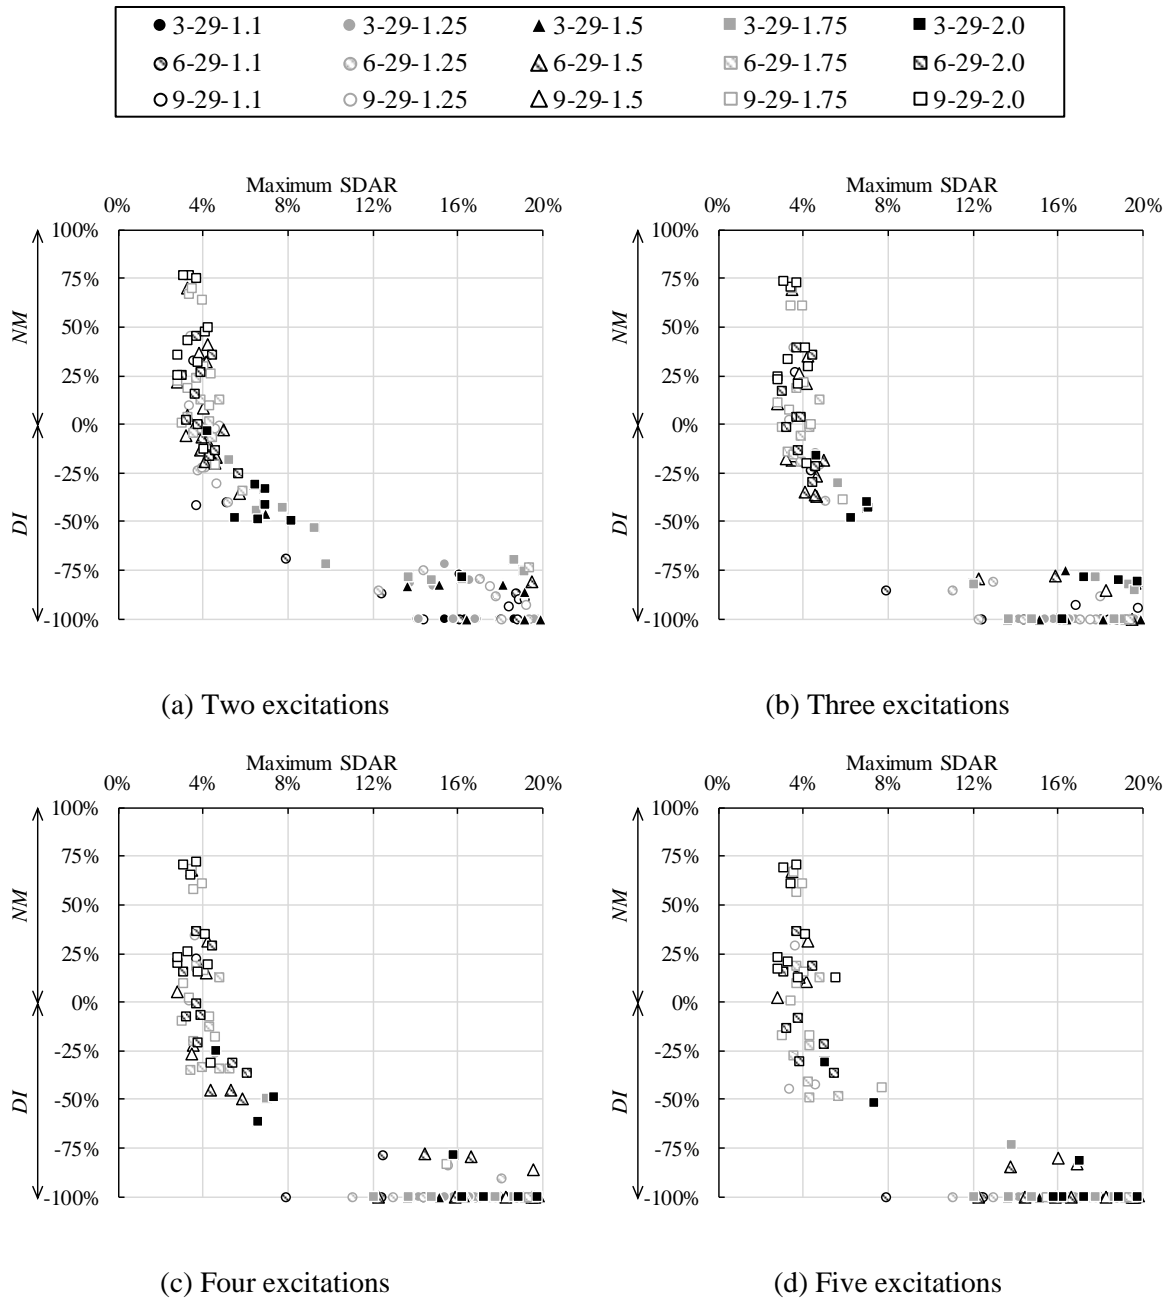 3-29-1.1 3-29-1.25 3-29-1.5 3-29-1.75 3-29-2.0
6-29-1.1 6-29-1.25 6-29-1.5 6-29-1.75 6-29-2.0
9-29-1.1 9-29-1.25 9-29-1.5 9-29-1.75 9-29-2.0
Maximum SDAR
0% 4% 8% 12% 16% 20%
100%
75%
50%
25%
0%
-25%
-50%
-75%
-100%
NM
DI
(a) Two excitations
Maximum SDAR
0% 4% 8% 12% 16% 20%
100%
75%
50%
25%
0%
-25%
-50%
-75%
-100%
NM
DI
(b) Three excitations
Maximum SDAR
0% 4% 8% 12% 16% 20%
100%
75%
50%
25%
0%
-25%
-50%
-75%
-100%
NM
DI
(c) Four excitations
Maximum SDAR
0% 4% 8% 12% 16% 20%
100%
75%
50%
25%
0%
-25%
-50%
-75%
-100%
NM
DI
(d) Five excitations